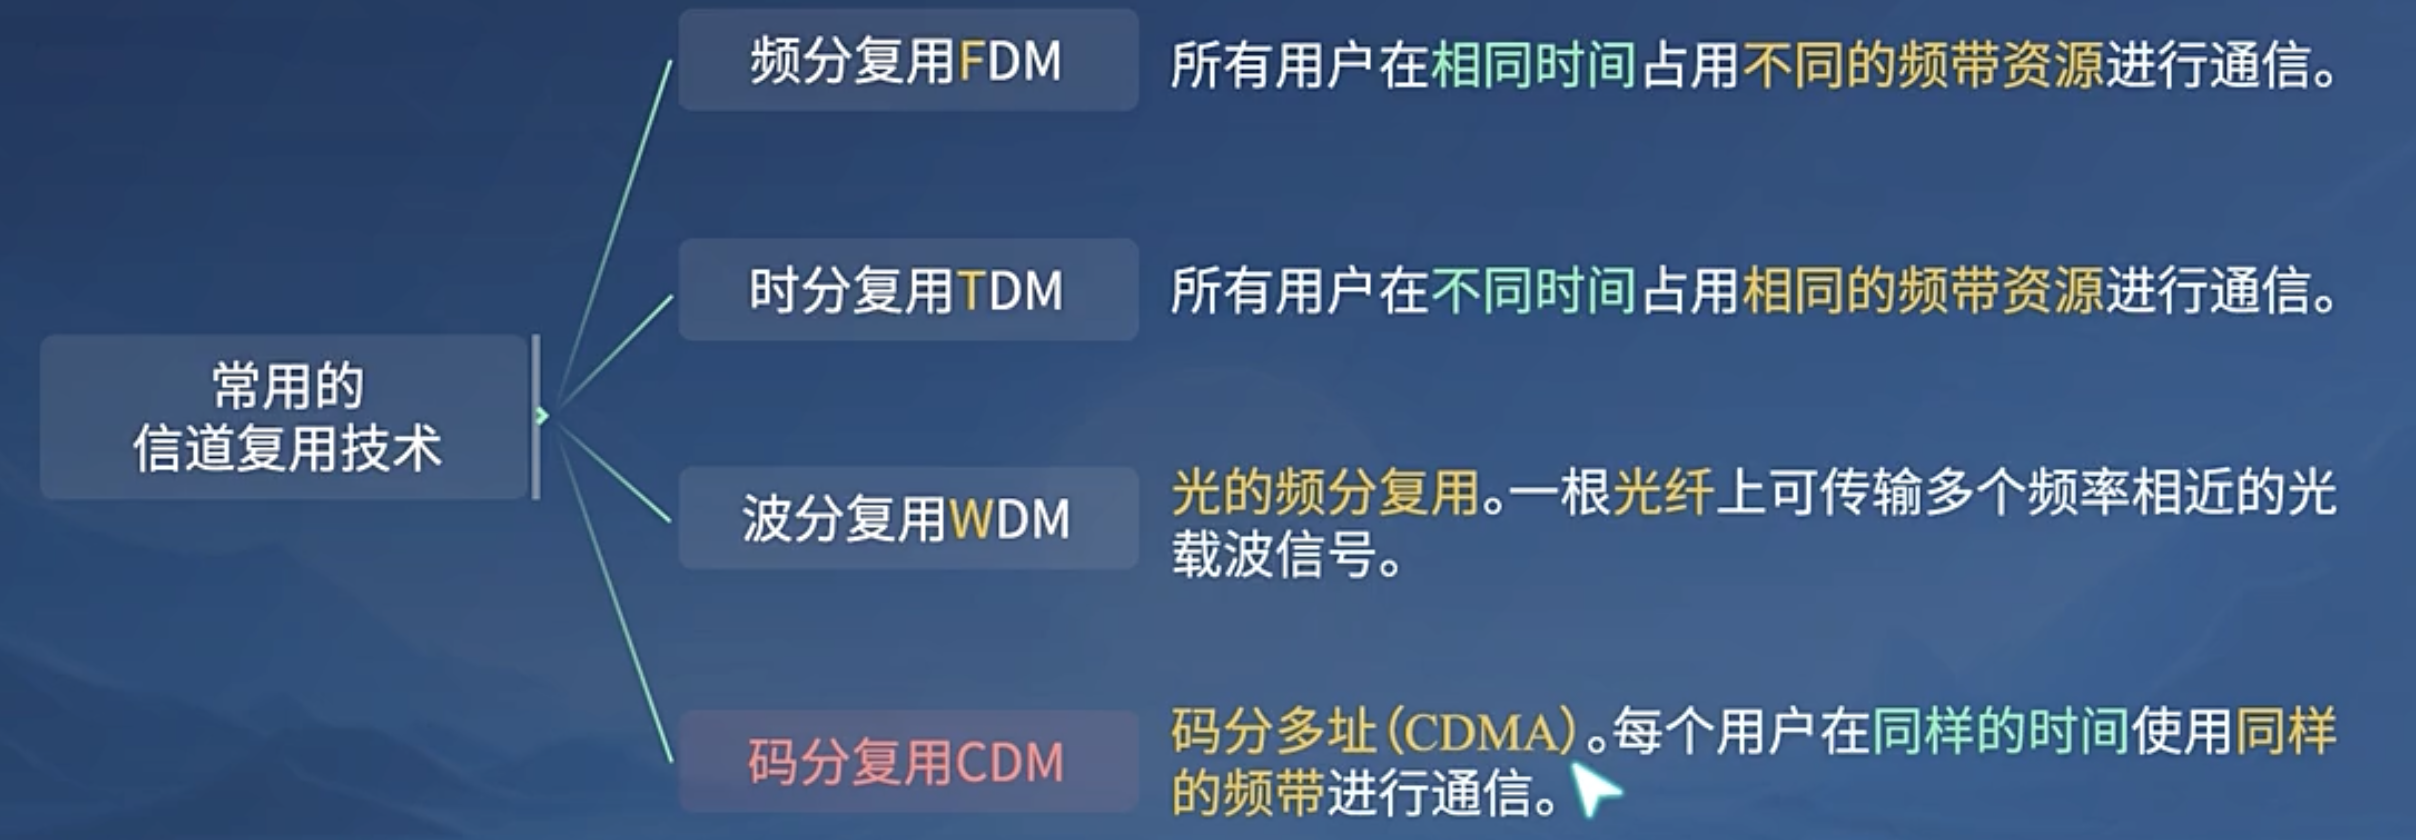 常用的
信道复用技术
频分复用FDM
所有用户在相同时间占用不同的频带资源进行通信。
时分复用TDM
所有用户在不同时间占用相同的频带资源进行通信。
波分复用WDM
光的频分复用。一根光纤上可传输多个频率相近的光
载波信号。
码分复用CDM
码分多址（CDMA）。每个用户在同样的时间使用同样
的频带进行通信。